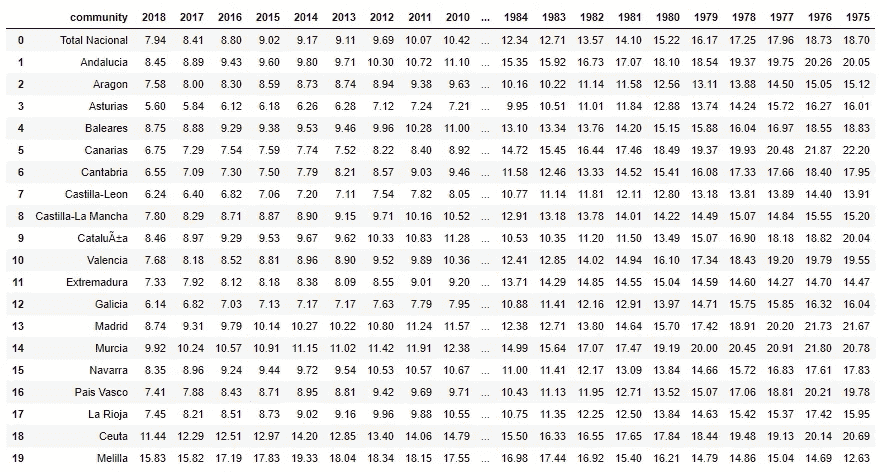 community 2018 2017 2016 2015 2014 2013 2012 2011 2010 ... 1984 1983 1982 1981 1980 1979 1978 1977 1976 1975
0 Total Nacional 7.94 8.41 8.80 9.02 9.17 9.11 9.69 10.07 10.42 ... 12.34 12.71 13.57 14.10 15.22 16.17 17.25 17.96 18.73 18.70
1 Andalucia 8.45 8.89 9.43 9.60 9.80 9.71 10.30 10.72 11.10 ... 15.35 15.92 16.73 17.07 18.10 18.54 19.37 19.75 20.26 20.05
2 Aragon 7.58 8.00 8.30 8.59 8.73 8.74 8.94 9.38 9.63 ... 10.16 10.22 11.14 11.58 12.56 13.11 13.88 14.50 15.05 15.12
3 Asturias 5.60 5.84 6.12 6.18 6.26 6.28 7.12 7.24 7.21 ... 9.95 10.51 11.01 11.84 12.88 13.74 14.24 15.72 16.27 16.01
4 Baleares 8.75 8.88 9.29 9.38 9.53 9.46 9.96 10.28 11.00 ... 13.10 13.34 13.76 14.20 15.15 15.88 16.04 16.97 18.55 18.83
5 Canarias 6.75 7.29 7.54 7.59 7.74 7.52 8.22 8.40 8.92 ... 14.72 15.45 16.44 17.46 18.49 19.37 19.93 20.48 21.87 22.20
6 Cantabria 6.55 7.09 7.30 7.50 7.79 8.21 8.57 9.03 9.46 ... 11.58 12.46 13.33 14.52 15.41 16.08 17.33 17.66 18.40 17.95
7 Castilla-Leon 6.24 6.40 6.82 7.06 7.20 7.11 7.54 7.82 8.05 ... 10.77 11.14 11.81 12.11 12.80 13.18 13.81 13.89 14.40 13.91
8 Castilla-La Mancha 7.80 8.29 8.71 8.87 8.90 9.15 9.71 10.16 10.52 ... 12.91 13.18 13.78 14.01 14.22 14.49 15.07 14.84 15.55 15.20
9 CataluÃ±a 8.46 8.97 9.29 9.53 9.67 9.62 10.33 10.83 11.28 ... 10.53 10.35 11.20 11.50 13.49 15.07 16.90 18.18 18.82 20.04
10 Valencia 7.68 8.18 8.52 8.81 8.96 8.90 9.52 9.89 10.36 ... 12.41 12.85 14.02 14.94 16.10 17.34 18.43 19.20 19.79 19.55
11 Extremadura 7.33 7.92 8.12 8.18 8.38 8.09 8.55 9.01 9.20 ... 13.71 14.29 14.85 14.55 15.04 14.59 14.60 14.27 14.70 14.47
12 Galicia 6.14 6.82 7.03 7.13 7.17 7.17 7.63 7.79 7.95 ... 10.88 11.41 12.16 12.91 13.97 14.71 15.75 15.85 16.32 16.04
13 Madrid 8.74 9.31 9.79 10.14 10.27 10.22 10.80 11.24 11.57 ... 12.38 12.71 13.80 14.64 15.70 17.42 18.91 20.20 21.73 21.67
14 Murcia 9.92 10.24 10.57 10.91 11.15 11.02 11.42 11.91 12.38 ... 14.99 15.64 17.07 17.47 19.19 20.00 20.45 20.91 21.80 20.78
15 Navarra 8.35 8.96 9.24 9.44 9.72 9.54 10.53 10.57 10.67 ... 11.00 11.41 12.17 13.09 13.84 14.66 15.72 16.83 17.61 17.83
16 Pais Vasco 7.41 7.88 8.43 8.71 8.95 8.81 9.42 9.69 9.71 ... 10.43 11.13 11.95 12.71 13.52 15.07 17.06 18.81 20.21 19.78
17 La Rioja 7.45 8.21 8.51 8.73 9.02 9.16 9.96 9.88 10.55 ... 10.75 11.35 12.25 12.50 13.84 14.63 15.42 15.37 17.42 15.95
18 Ceuta 11.44 12.29 12.51 12.97 14.20 12.85 13.40 14.06 14.79 ... 15.50 16.33 16.55 17.65 17.84 18.44 19.48 19.13 20.14 20.69
19 Melilla 15.83 15.82 17.19 17.83 19.33 18.04 18.34 18.15 17.55 ... 16.98 17.44 16.92 15.40 16.21 14.79 14.86 15.04 14.69 12.63